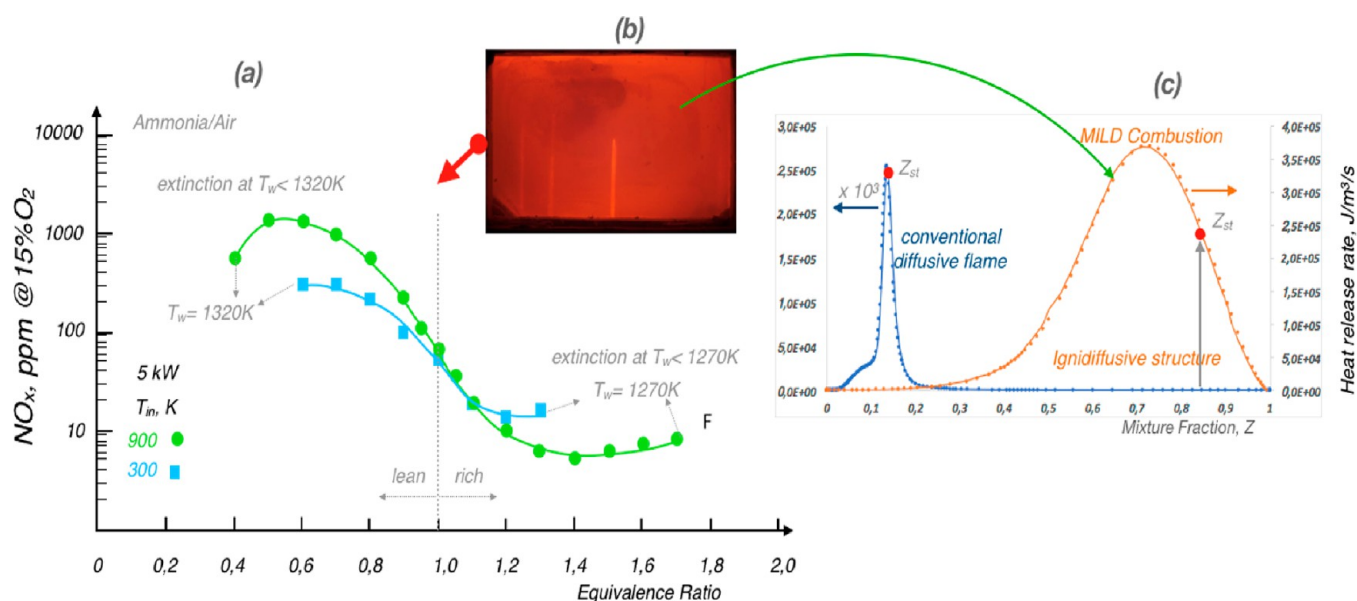 (a)
Ammonia/Air
extinction at Tw< 1320K
Tw= 1320K
5 kW
Tin, K
900
300
10000
1000
100
10
NOx, ppm @15%O2
lean
rich
extinction at Tw< 1270K
Tw= 1270K
F
0
0,2
0,4
0,6
0,8
1,0
1,2
1,4
1,6
1,8
2,0
Equivalence Ratio
(b)
(c)
3,0E+05
2,5E+05
2,0E+05
1,5E+05
1,0E+05
5,0E+04
0,0E+00
MILD Combustion
Zst
x 10³
conventional
diffusive flame
Zst
Ignidiffusive structure
4,0E+05
3,5E+05
3,0E+05
2,5E+05
2,0E+05
1,5E+05
1,0E+05
5,0E+04
0,0E+00
Heat release rate, J/m³/s
0
0,1
0,2
0,3
0,4
0,5
0,6
0,7
0,8
0,9
1
Mixture Fraction, Z